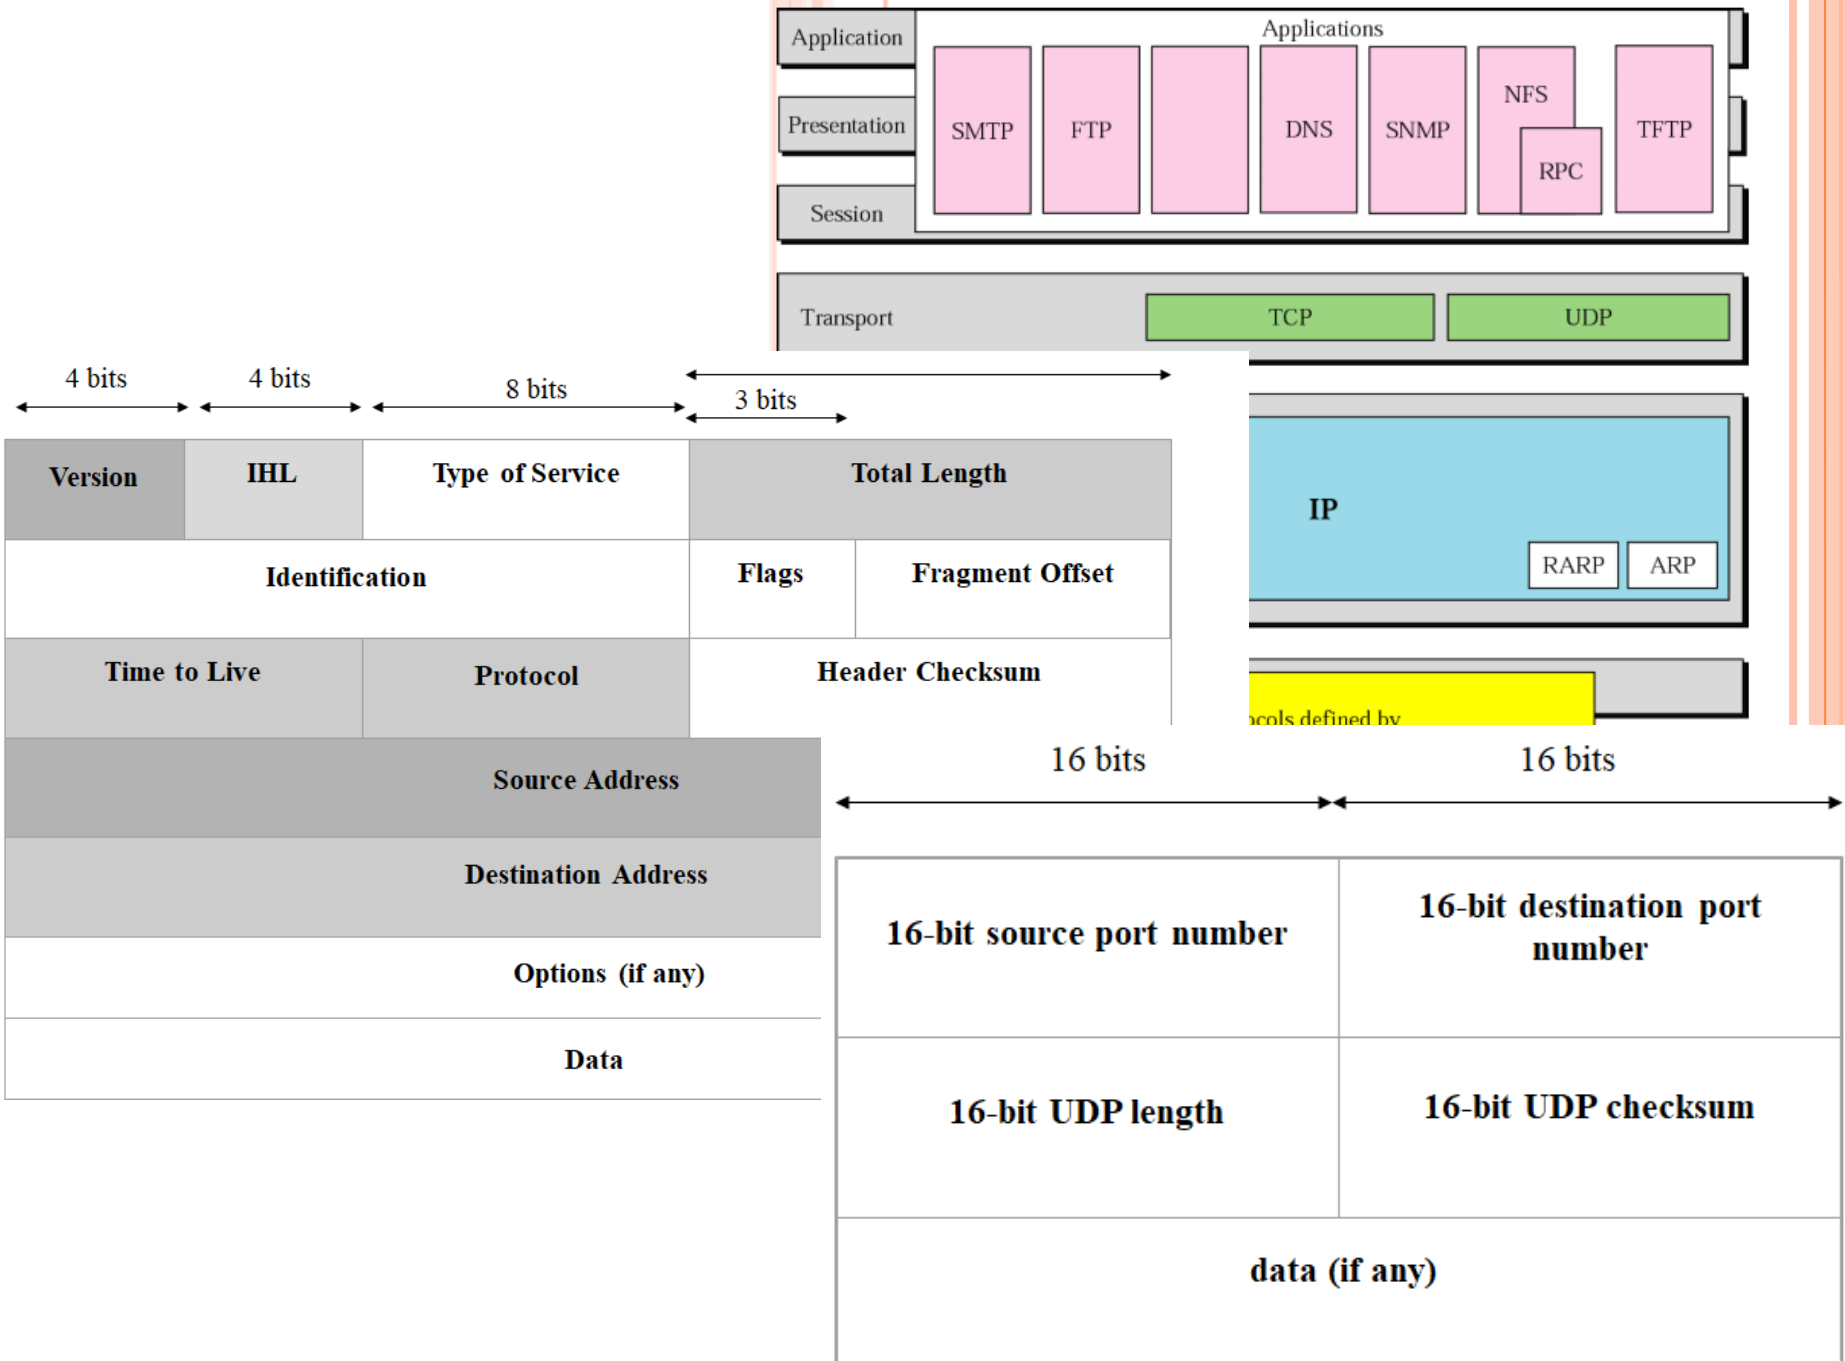 Applications
Application
Presentation
Session
SMTP
FTP
DNS
SNMP
NFS
RPC
TFTP
Transport
TCP
UDP
IP
RARP
ARP
defined by
4 bits
4 bits
8 bits
3 bits
Version
IHL
Type of Service
Total Length
Identification
Flags
Fragment Offset
Time to Live
Protocol
Header Checksum
Source Address
Destination Address
Options (if any)
Data
16 bits
16 bits
16-bit source port number
16-bit destination port
number
16-bit UDP length
16-bit UDP checksum
data (if any)